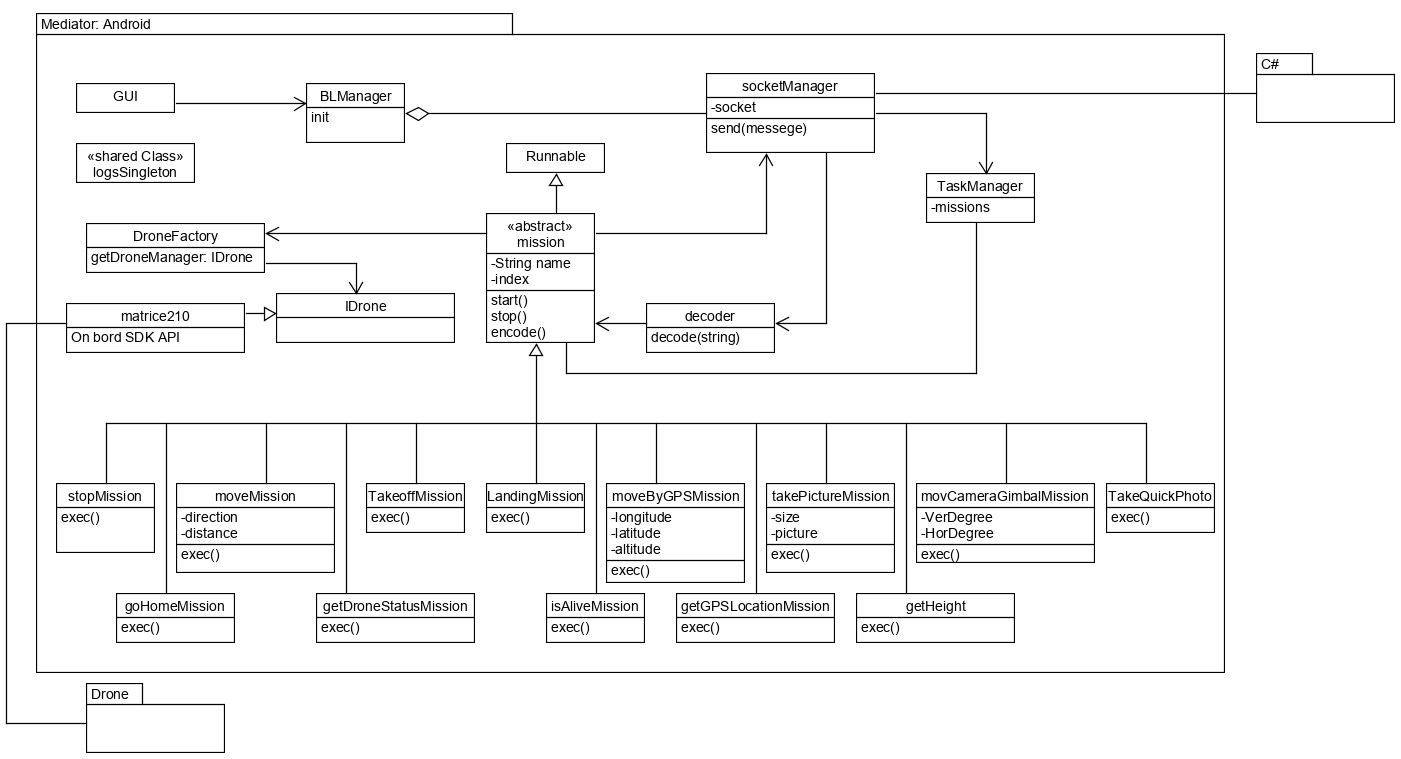 Mediator: Android
C#
GUI
BLManager
init
socketManager
-socket
send(messege)
«shared Class»
logsSingleton
Runnable
TaskManager
-missions
DroneFactory
getDroneManager: IDrone
«abstract»
mission
-String name
-index
start()
stop()
encode()
matrice210
On bord SDK API
IDrone
decoder
decode(string)
stopMission
exec()
moveMission
-direction
-distance
exec()
TakeoffMission
exec()
LandingMission
exec()
moveByGPSMission
-longitude
-latitude
-altitude
exec()
takePictureMission
-size
-picture
exec()
movCameraGimbalMission
-VerDegree
-HorDegree
exec()
TakeQuickPhoto
exec()
goHomeMission
exec()
getDroneStatusMission
exec()
isAliveMission
exec()
getGPSLocationMission
exec()
getHeight
exec()
Drone